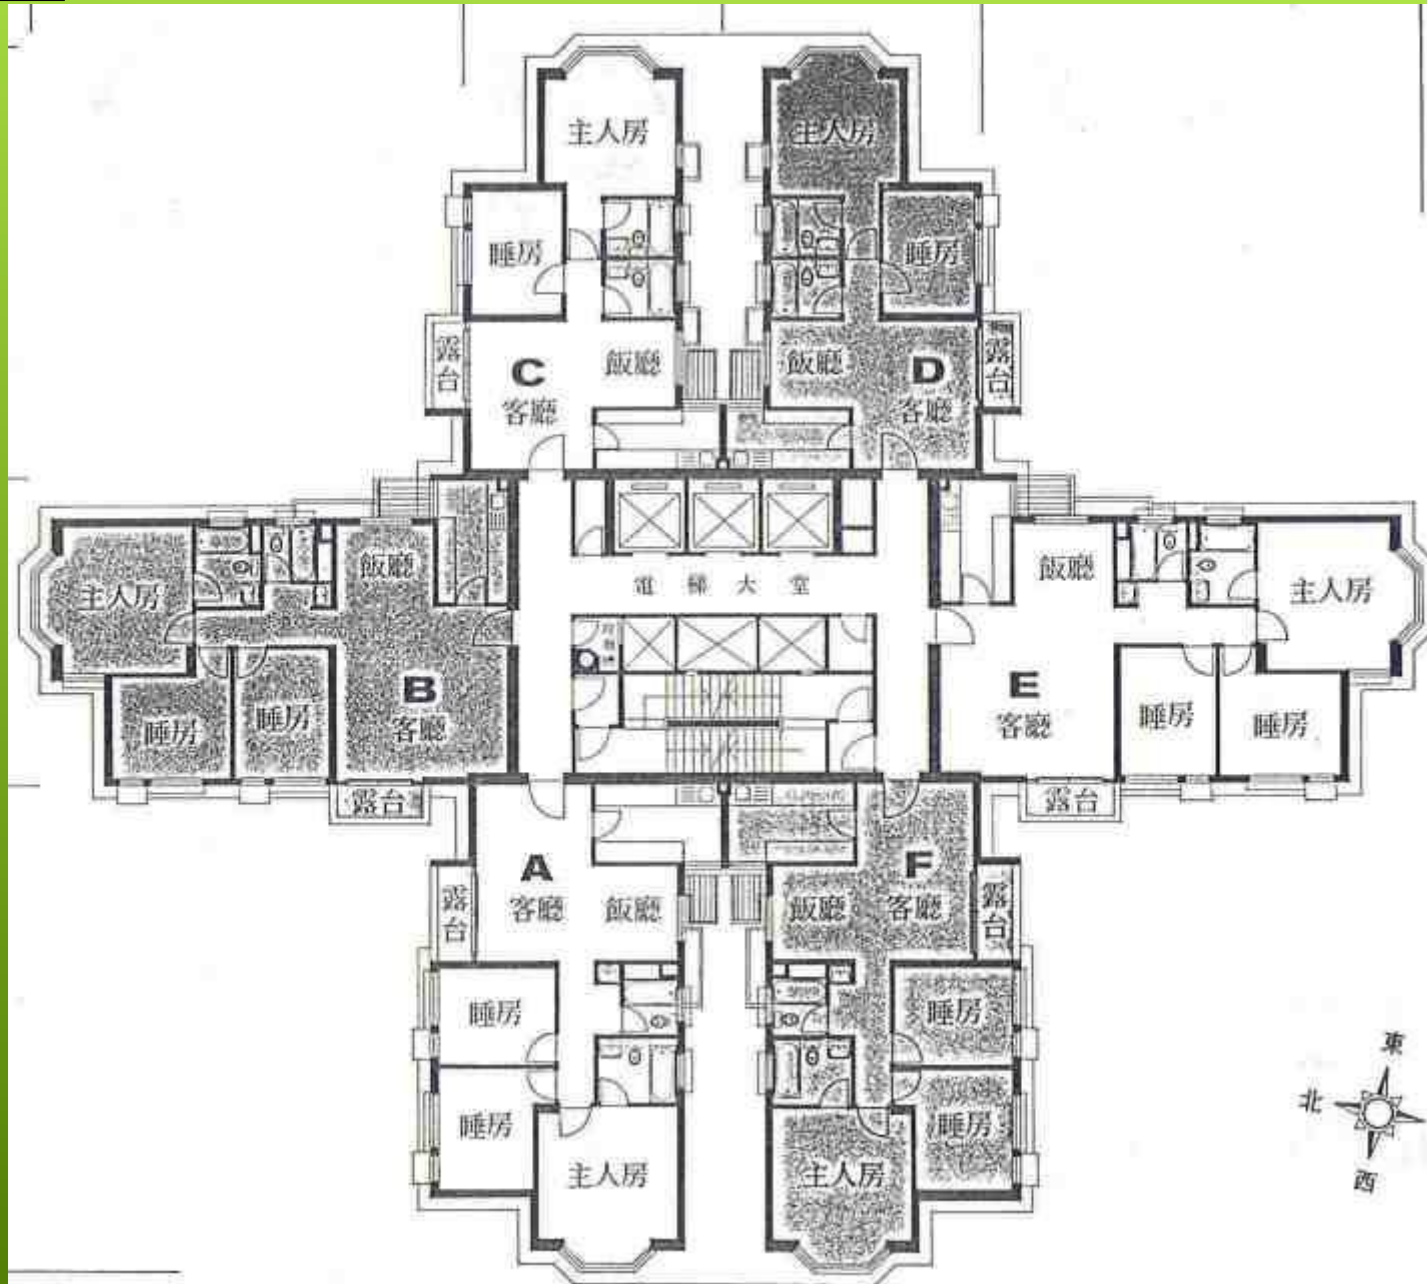 主人房
主人房
睡房
睡房
露台
C
客廳
飯廳
飯廳
D
客廳
露台
主人房
飯廳
電梯大堂
飯廳
主人房
睡房
睡房
B
客廳
露台
E
客廳
睡房
睡房
露台
露台
A
客廳
飯廳
飯廳
F
客廳
露台
睡房
睡房
睡房
睡房
主人房
主人房
東
北
西